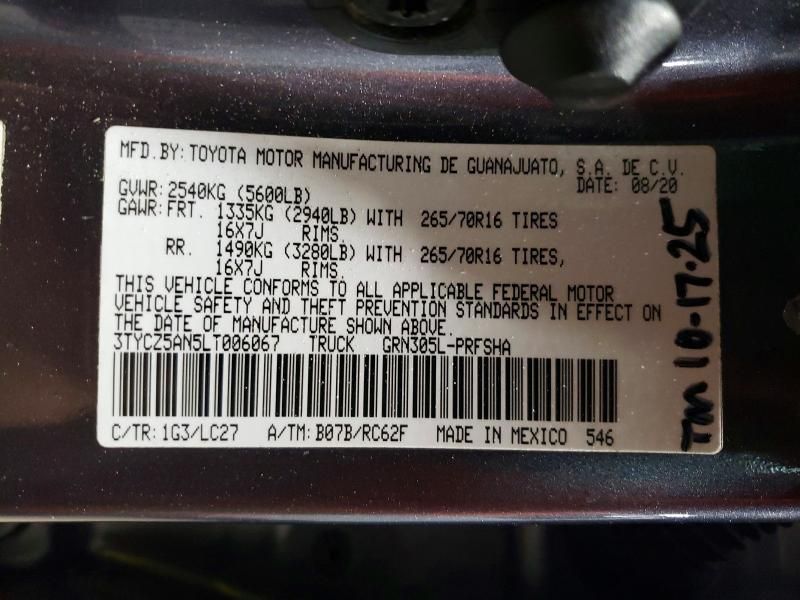 MFD.BY: TOYOTA MOTOR MANUFACTURING DE GUANAJUATO, S.A. DE C.V.
DATE: 08/20
GVWR: 2540KG (5600LB)
GAWR: FRT. 1335KG (2940LB) WITH 265/70R16 TIRES
16X7J RIMS.
RR. 1490KG (3280LB) WITH 265/70R16 TIRES,
16X7J RIMS.
THIS VEHICLE CONFORMS TO ALL APPLICABLE FEDERAL MOTOR
VEHICLE SAFETY AND THEFT PREVENTION STANDARDS IN EFFECT ON
THE DATE OF MANUFACTURE SHOWN ABOVE.
3TYCZ5AN5LT006067 TRUCK GRN305L-PRFSHA
C/TR: 1G3/LC27 A/TM: B07B/RC62F MADE IN MEXICO 546
TM 10-17-25